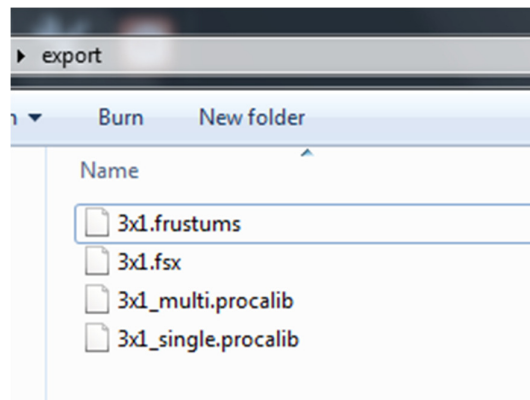 export
Burn New folder
Name
3x1.frustums
3x1.fsx
3x1_multi.procalib
3x1_single.procalib